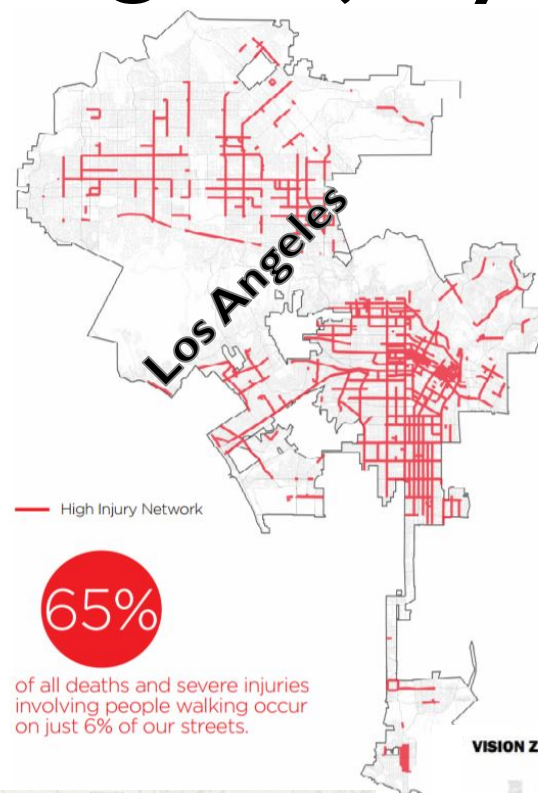 Los Angeles
High Injury Network
65%
of all deaths and severe injuries
involving people walking occur
on just 6% of our streets.
VISION Z